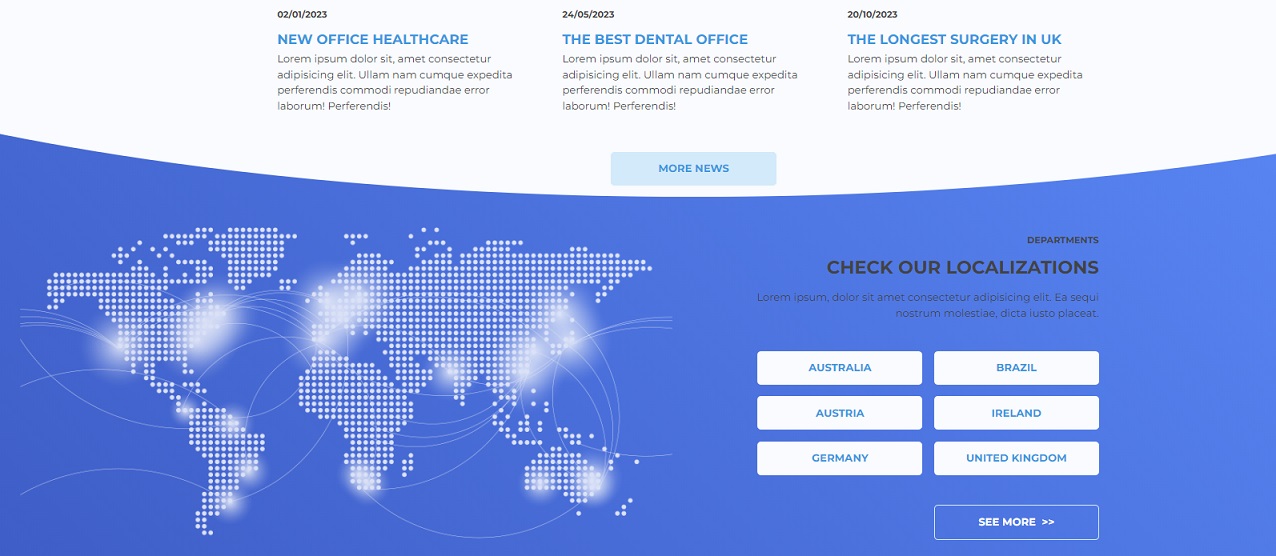 02/01/2023
NEW OFFICE HEALTHCARE
Lorem ipsum dolor sit, amet consectetur
adipisicing elit. Ullam nam cumque expedita
perferendis commodi repudiandae error
laborum! Perferendis!
24/05/2023
THE BEST DENTAL OFFICE
Lorem ipsum dolor sit, amet consectetur
adipisicing elit. Ullam nam cumque expedita
perferendis commodi repudiandae error
laborum! Perferendis!
20/10/2023
THE LONGEST SURGERY IN UK
Lorem ipsum dolor sit, amet consectetur
adipisicing elit. Ullam nam cumque expedita
perferendis commodi repudiandae error
laborum! Perferendis!
MORE NEWS
DEPARTMENTS
CHECK OUR LOCALIZATIONS
Lorem ipsum, dolor sit amet consectetur adipisicing elit. Ea sequi
nostrum molestiae, dicta iusto placeat.
AUSTRALIA
BRAZIL
AUSTRIA
IRELAND
GERMANY
UNITED KINGDOM
SEE MORE >>